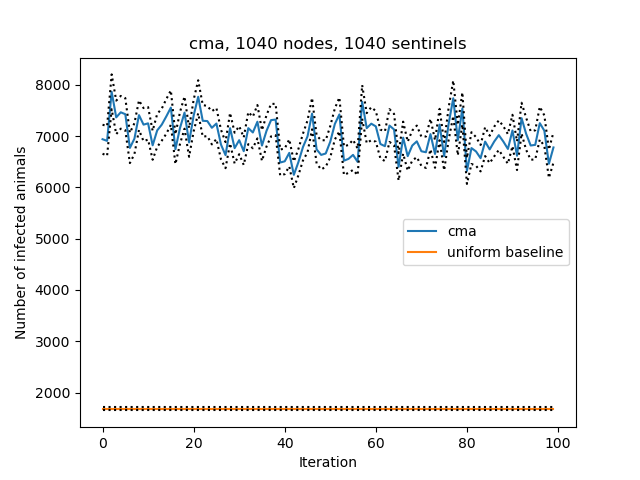 cma, 1040 nodes, 1040 sentinels
Number of infected animals
8000
7000
6000
5000
4000
3000
2000
cma
uniform baseline
0 20 40 60 80 100
Iteration